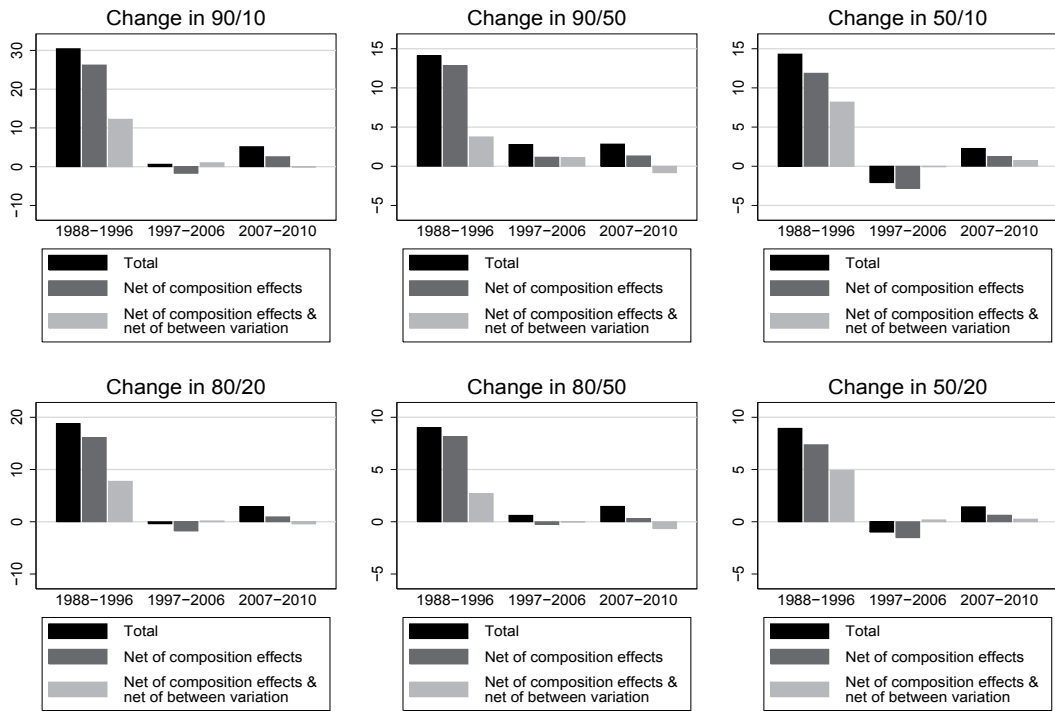 Change in 90/10
30
20
10
0
−10
1988−1996 1997−2006 2007−2010
Total
Net of composition effects
Net of composition effects &
net of between variation
Change in 90/50
15
10
5
0
−5
1988−1996 1997−2006 2007−2010
Total
Net of composition effects
Net of composition effects &
net of between variation
Change in 50/10
15
10
5
0
−5
1988−1996 1997−2006 2007−2010
Total
Net of composition effects
Net of composition effects &
net of between variation
Change in 80/20
20
10
0
−10
1988−1996 1997−2006 2007−2010
Total
Net of composition effects
Net of composition effects &
net of between variation
Change in 80/50
10
5
0
−5
1988−1996 1997−2006 2007−2010
Total
Net of composition effects
Net of composition effects &
net of between variation
Change in 50/20
10
5
0
−5
1988−1996 1997−2006 2007−2010
Total
Net of composition effects
Net of composition effects &
net of between variation